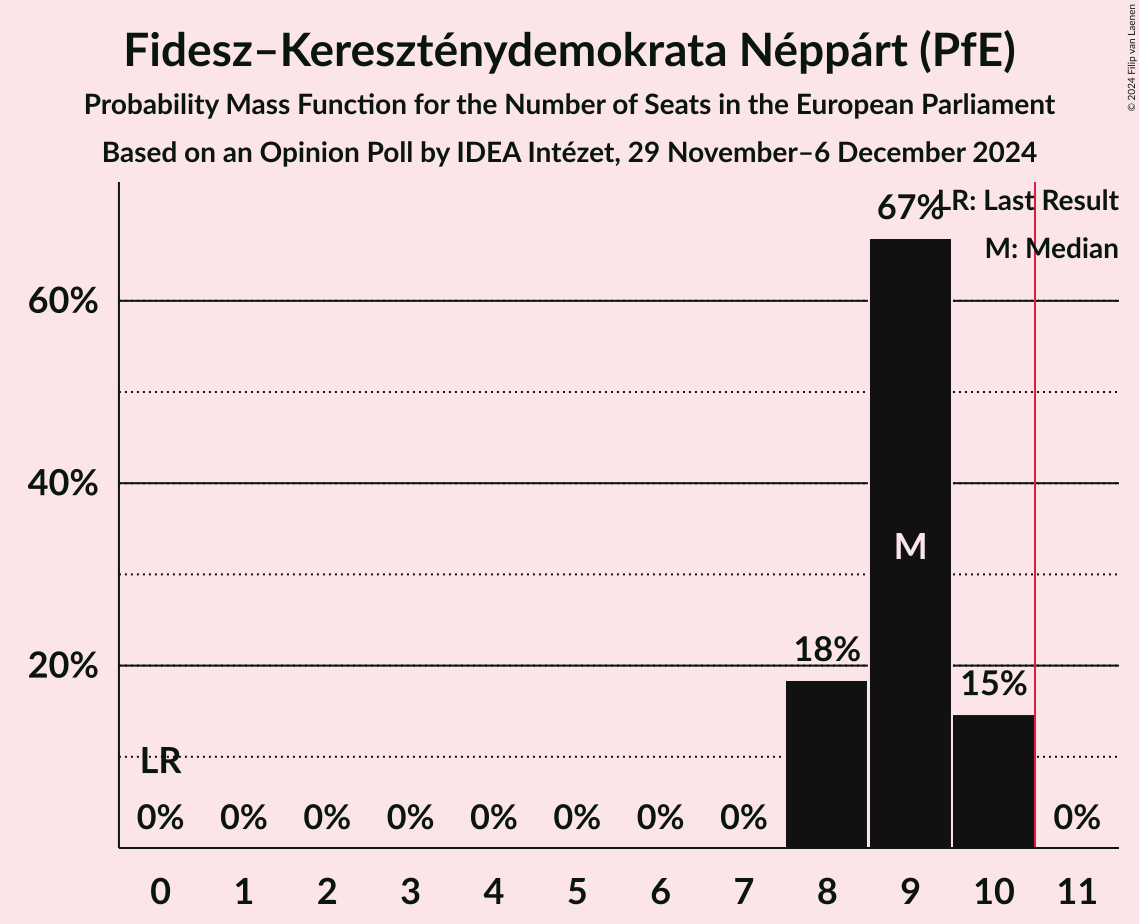 Fidesz–Kereszténydemokrata Néppárt (PfE)
Probability Mass Function for the Number of Seats in the European Parliament
Based on an Opinion Poll by IDEA Intézet, 29 November–6 December 2024
© 2024 Filip van Laenen
LR: Last Result
M: Median
67%
60%
40%
M
20%
18%
15%
LR
0% 0% 0% 0% 0% 0% 0% 0% 0%
0 1 2 3 4 5 6 7 8 9 10 11